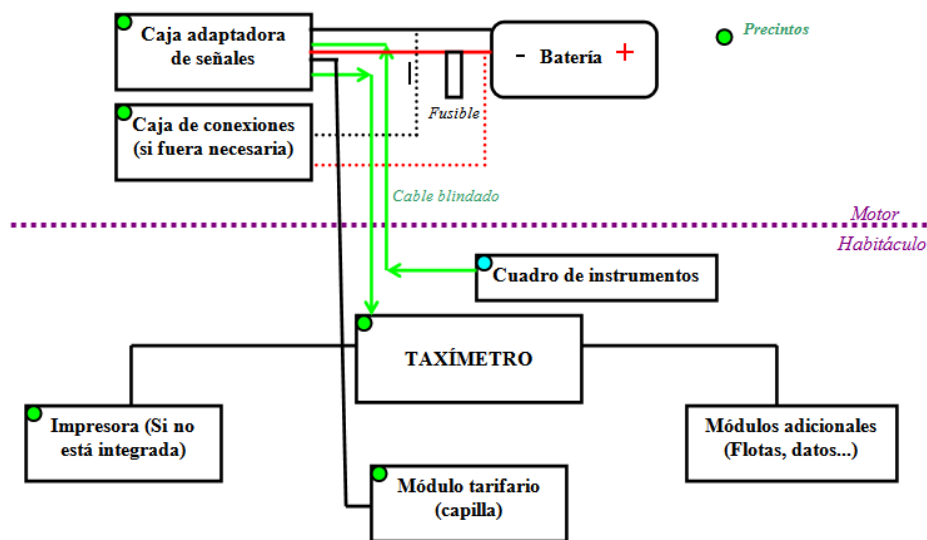 Caja adaptadora
de señales
- Batería +
Precintos
Fusible
Caja de conexiones
(si fuera necesaria)
Cable blindado
Motor
Habitáculo
Cuadro de instrumentos
TAXÍMETRO
Impresora (Si no
está integrada)
Módulos adicionales
(Flotas, datos...)
Módulo tarifario
(capilla)